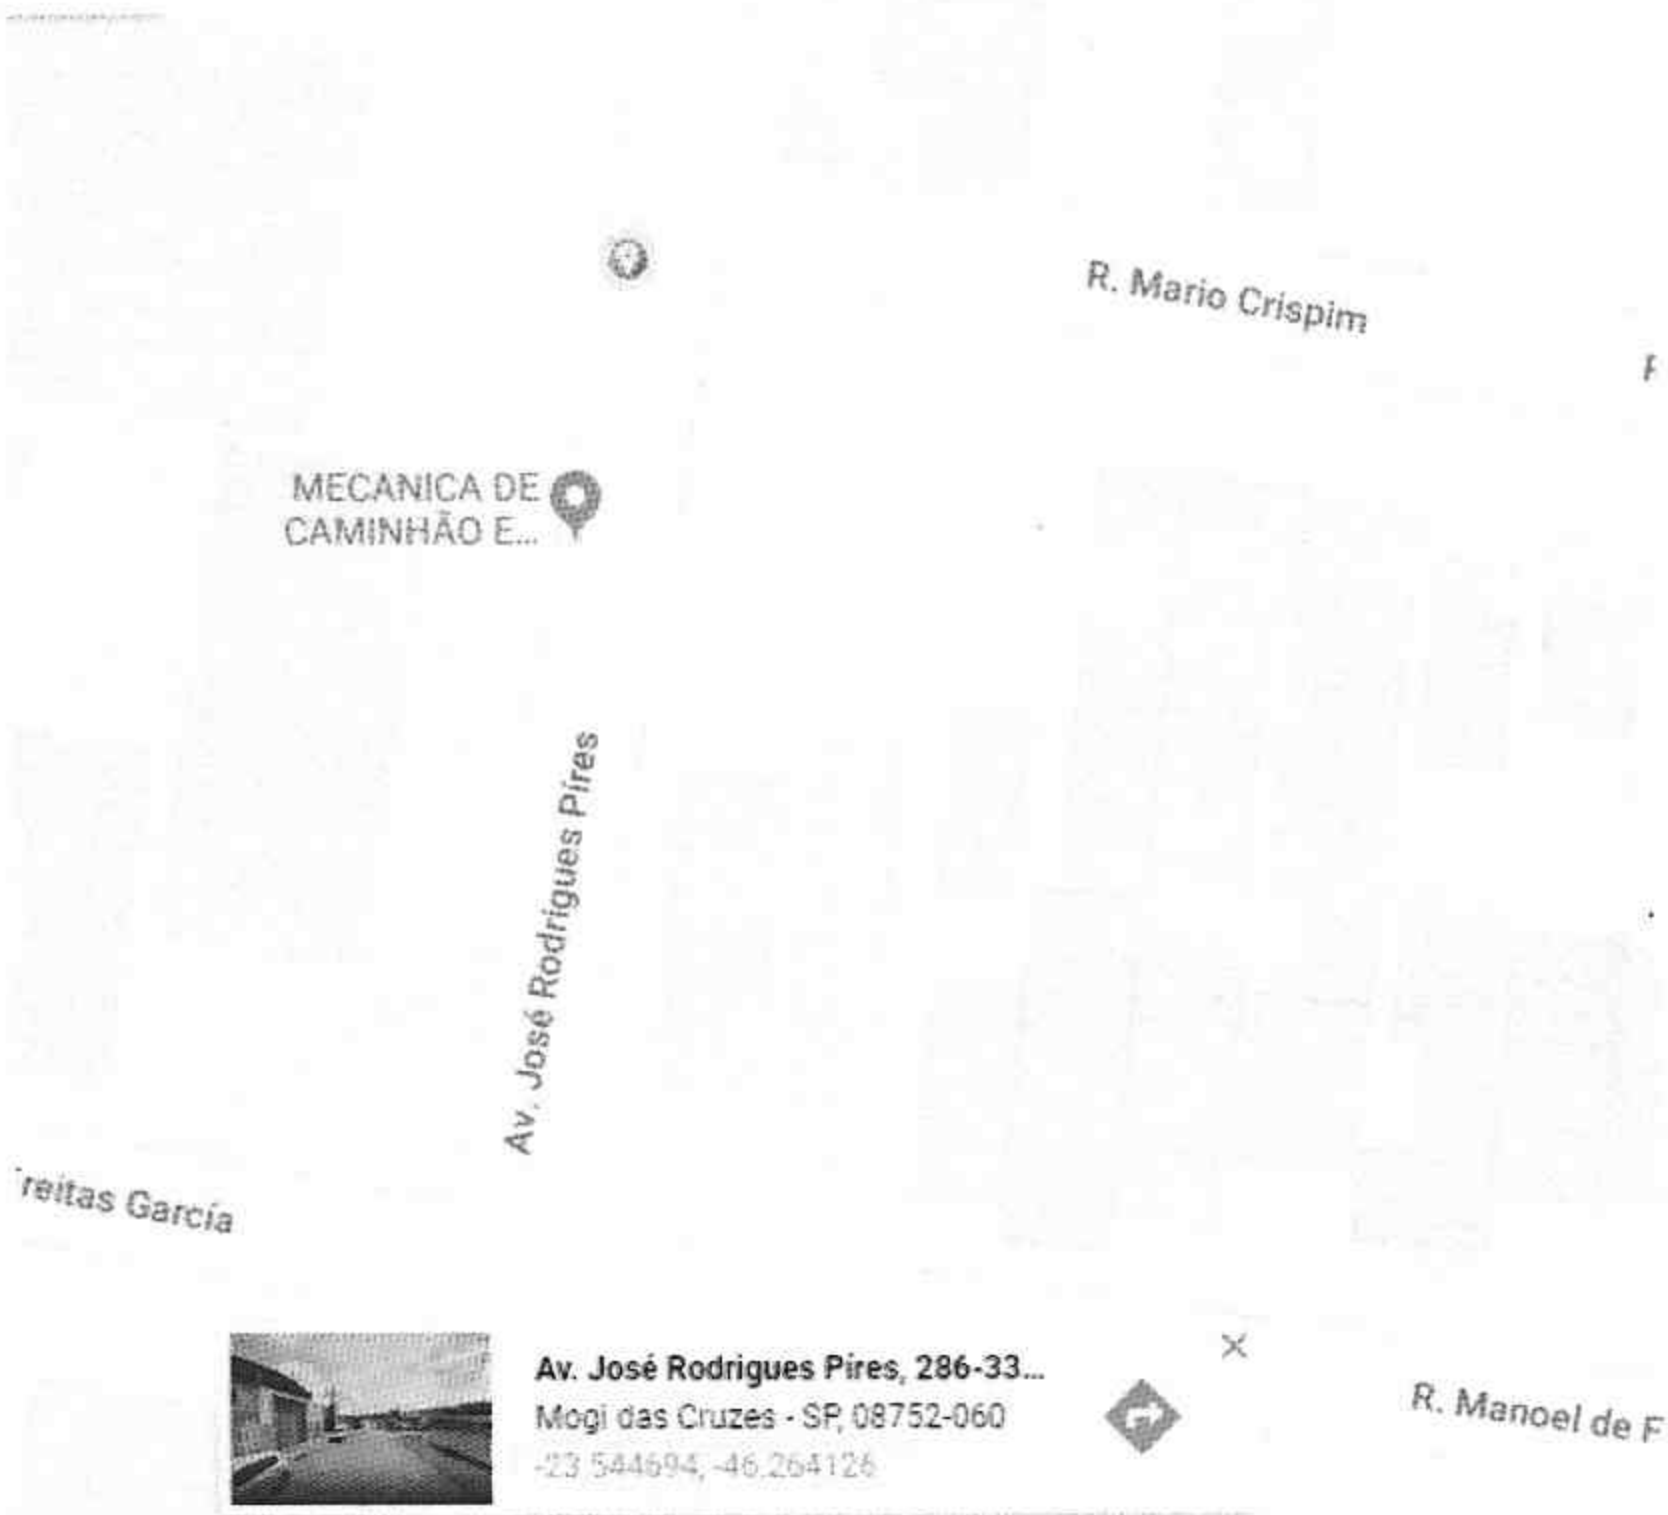 R. Mario Crispim
MECANICA DE
CAMINHÃO E...
Av. José Rodrigues Pires
reitas García
Av. José Rodrigues Pires, 286-33...
Mogi das Cruzes - SP, 08752-060
-23.544694, -46.264126
R. Manoel de F